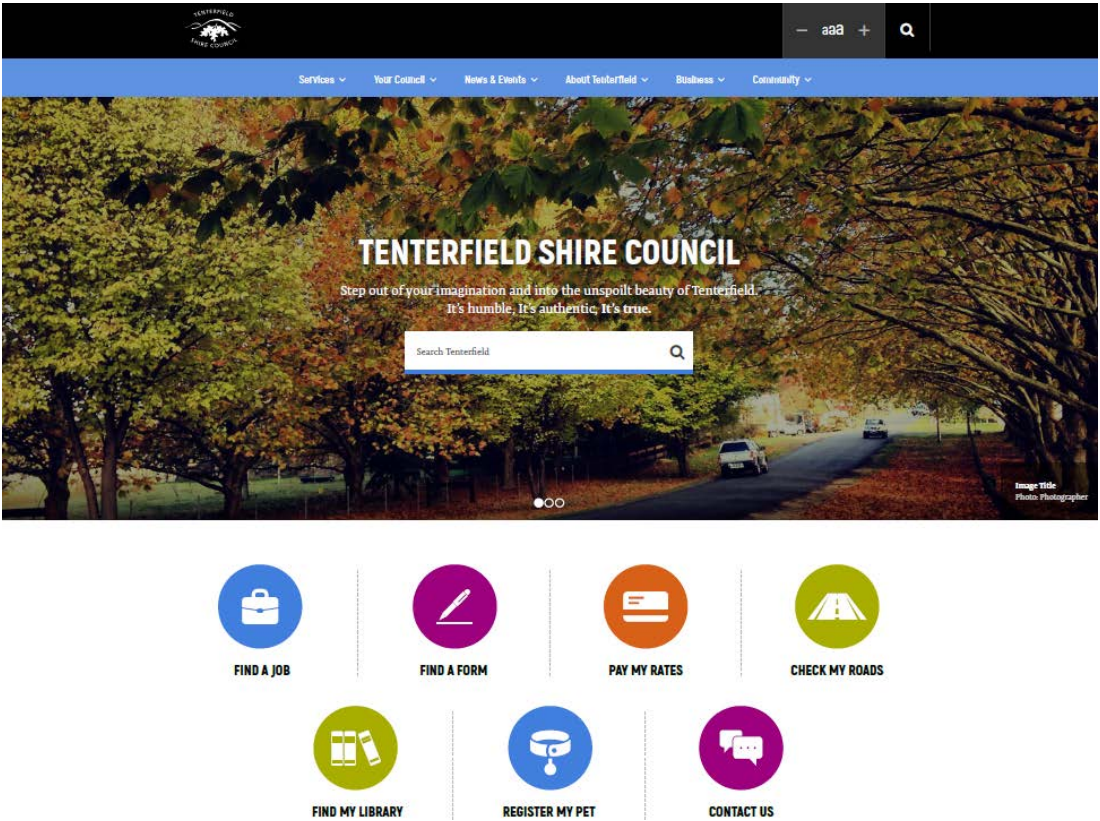 TENTERFIELD
SHIRE COUNCIL
— aaa +
Services
Your Council
News & Events
About Tenterfield
Business
Community
TENTERFIELD SHIRE COUNCIL
Step out of your imagination and into the unspoilt beauty of Tenterfield.
It's humble, It's authentic, It's true.
Search Tenterfield
Image Title
Photo: Photographer
FIND A JOB
FIND A FORM
PAY MY RATES
CHECK MY ROADS
FIND MY LIBRARY
REGISTER MY PET
CONTACT US